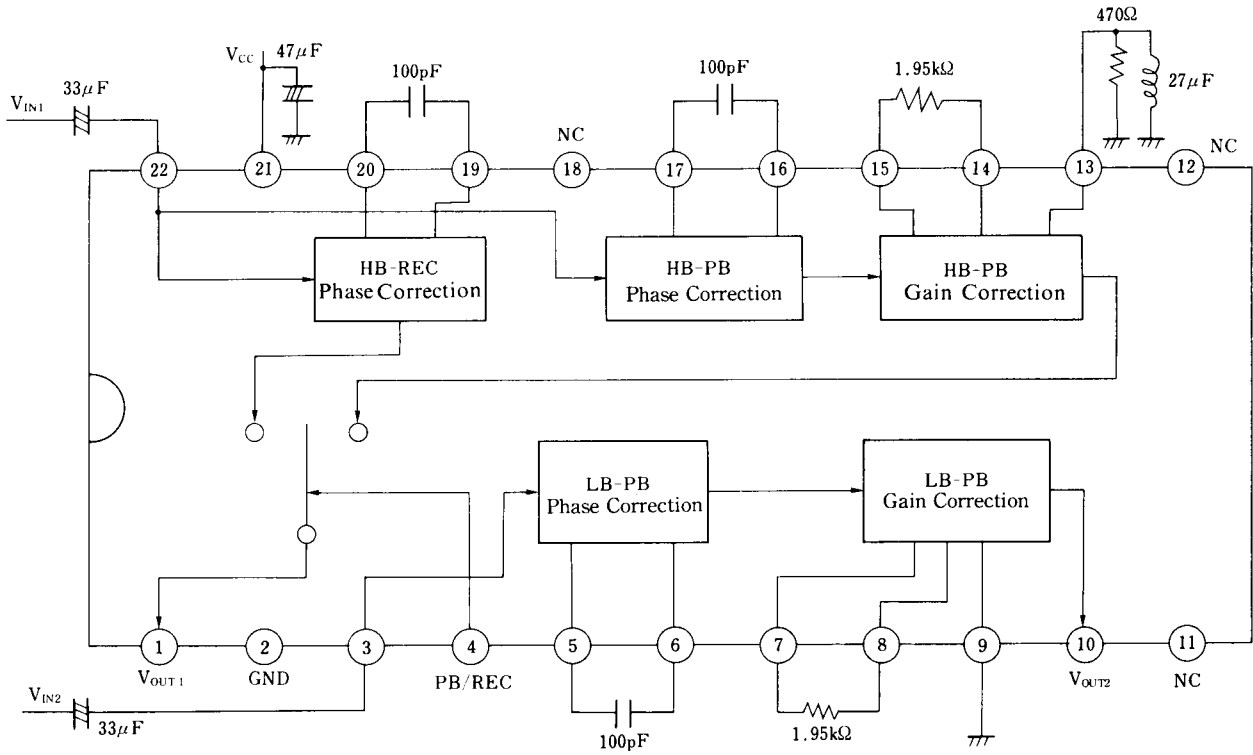 470Ω
V_CC 47μF
100pF
100pF
1.95kΩ
33μF
27μF
V_IN1
NC
NC
22 21 20 19 18 17 16 15 14 13 12
HB-REC
Phase Correction
HB-PB
Phase Correction
HB-PB
Gain Correction
LB-PB
Phase Correction
LB-PB
Gain Correction
1 2 3 4 5 6 7 8 9 10 11
V_OUT1 GND PB/REC V_OUT2 NC
V_IN2
33μF
100pF
1.95kΩ